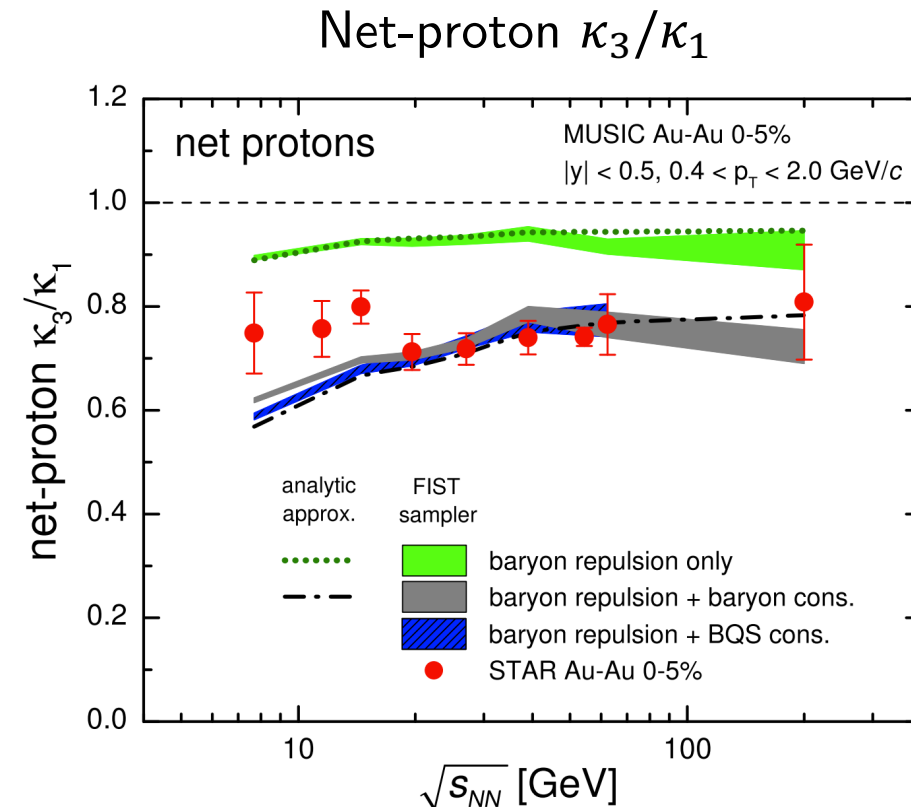 Net-proton κ₃/κ₁
1.2
1.0
0.8
0.6
0.4
0.2
0.0
net-proton κ₃/κ₁
net protons
MUSIC Au-Au 0-5%
|y| < 0.5, 0.4 < p_T < 2.0 GeV/c
analytic approx.
FIST sampler
baryon repulsion only
baryon repulsion + baryon cons.
baryon repulsion + BQS cons.
STAR Au-Au 0-5%
10 100
√s_NN [GeV]